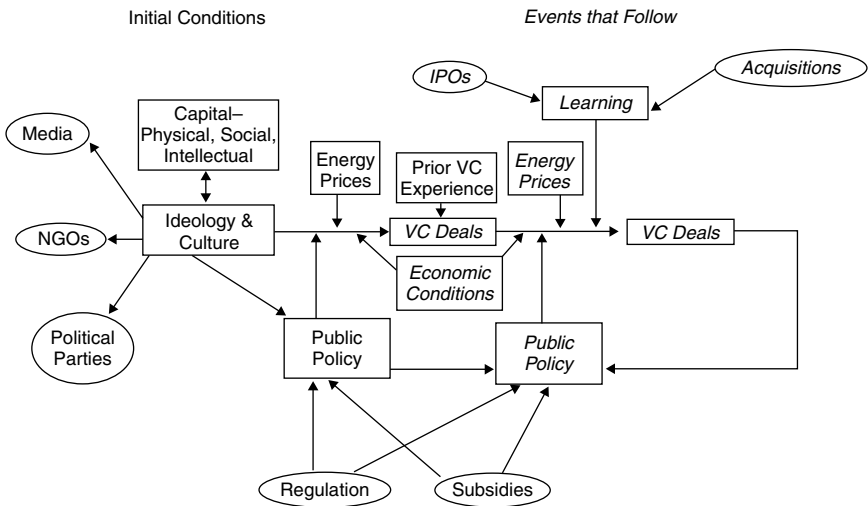 Initial Conditions
Events that Follow
IPOs
Acquisitions
Learning
Media
Capital–
Physical, Social,
Intellectual
Energy
Prices
Prior VC
Experience
Energy
Prices
NGOs
Ideology &
Culture
VC Deals
VC Deals
Economic
Conditions
Political
Parties
Public
Policy
Public
Policy
Regulation
Subsidies